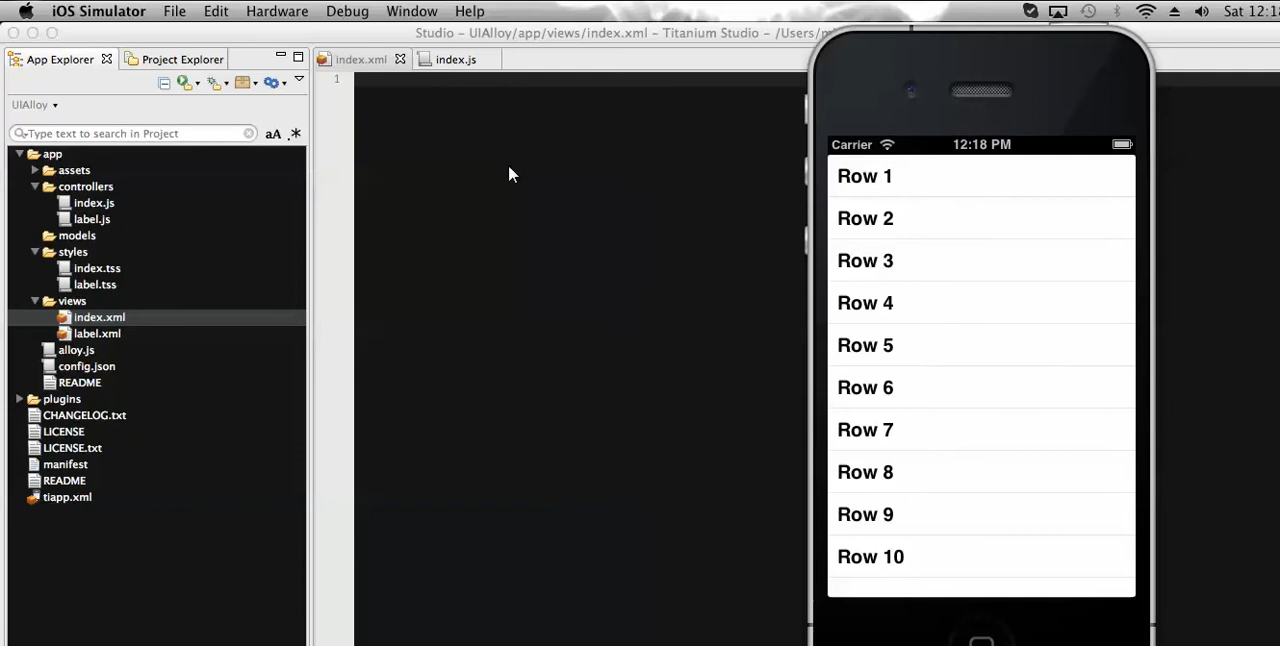 iOS Simulator File Edit Hardware Debug Window Help Sat 12:18
Studio – UIAlloy/app/views/index.xml – Titanium Studio – /Users/m
App Explorer Project Explorer index.xml index.js
1
UIAlloy
Type text to search in Project aA .*
app
assets
controllers
index.js
label.js
models
styles
index.tss
label.tss
views
index.xml
label.xml
alloy.js
config.json
README
plugins
CHANGELOG.txt
LICENSE
LICENSE.txt
manifest
README
tiapp.xml
Carrier 12:18 PM
Row 1
Row 2
Row 3
Row 4
Row 5
Row 6
Row 7
Row 8
Row 9
Row 10